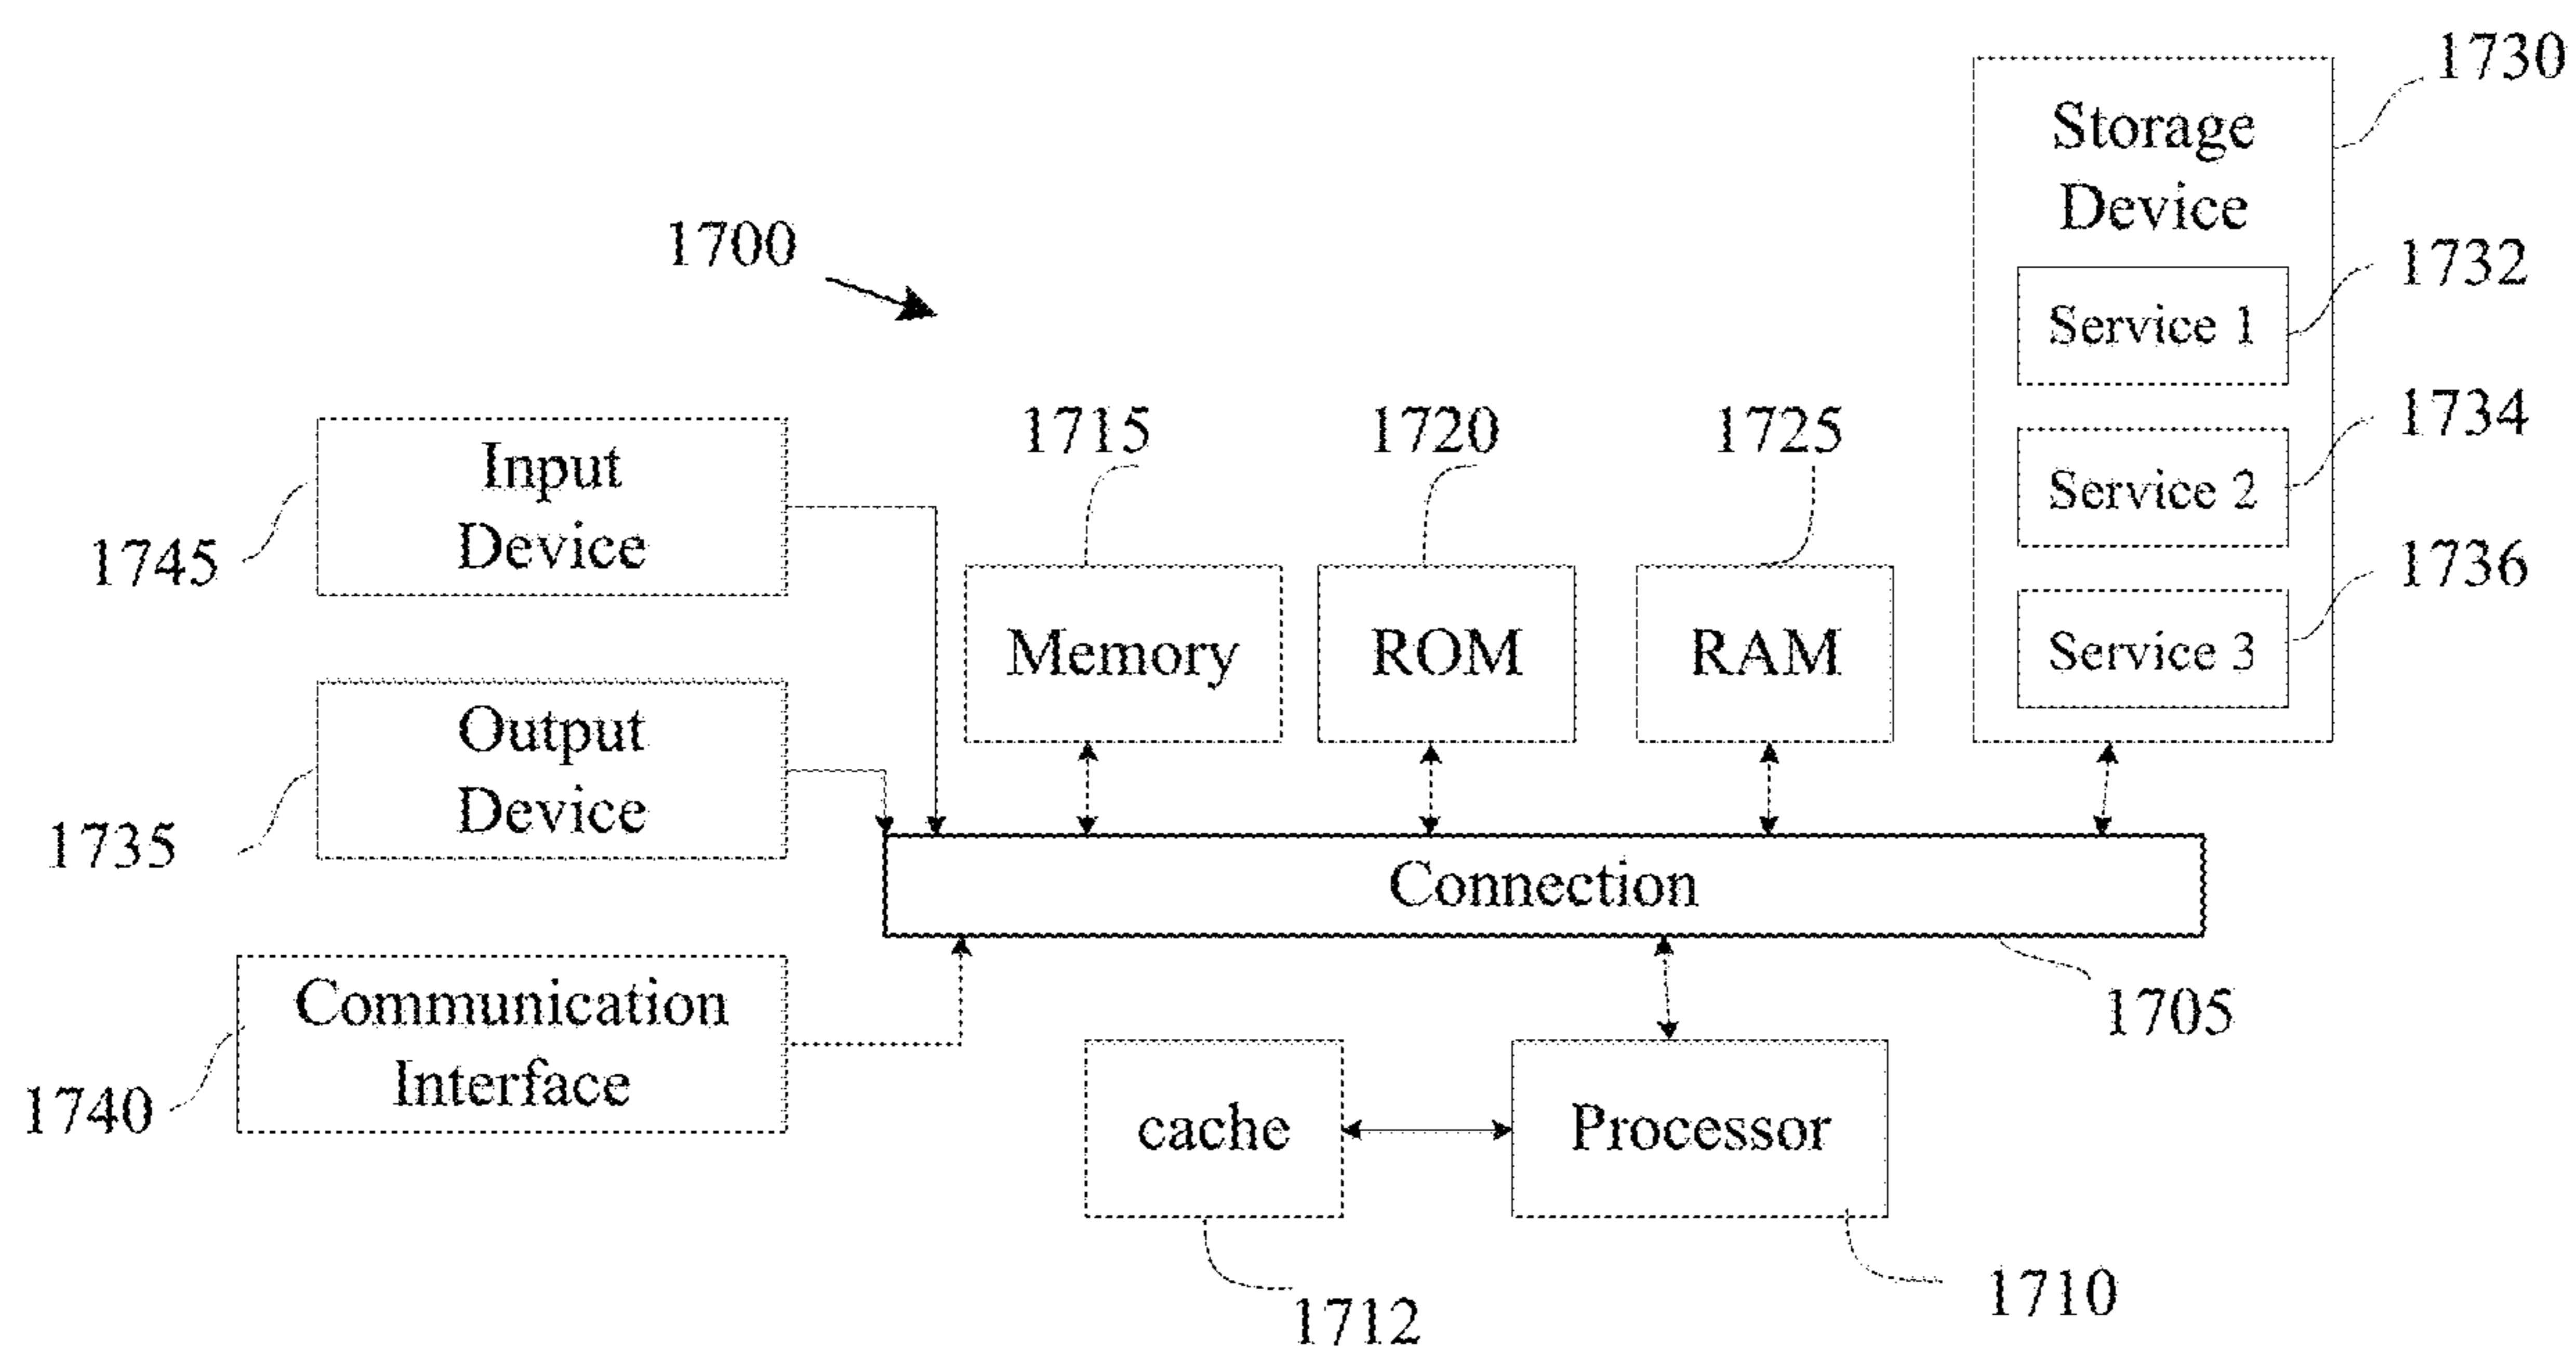 1730
Storage
Device
1700
1732
Service 1
1715
1720
1725
1734
Input
Device
Service 2
1745
1736
Memory
ROM
RAM
Service 3
Output
Device
1735
Connection
Communication
Interface
1705
1740
cache
Processor
1710
1712